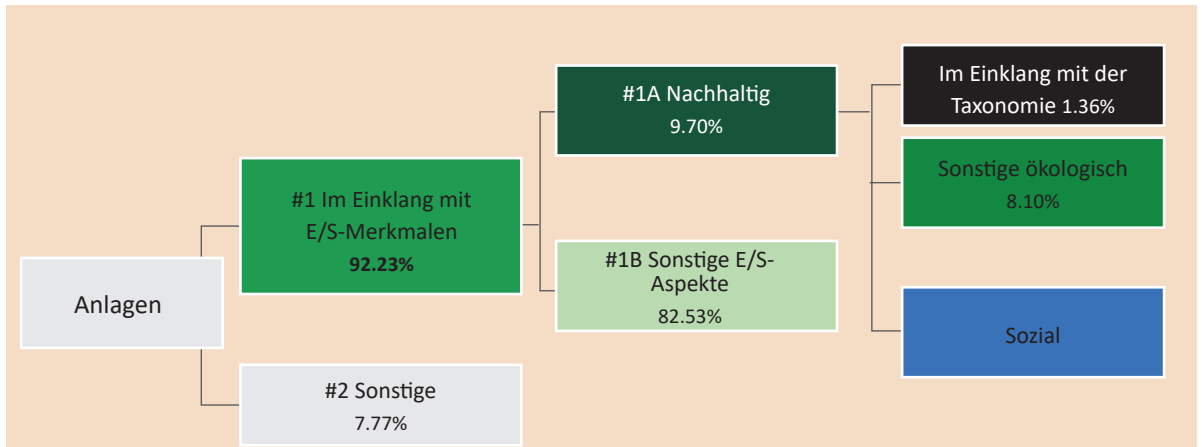 Anlagen
#1 Im Einklang mit
E/S-Merkmalen
92.23%
#2 Sonstige
7.77%
#1A Nachhaltig
9.70%
#1B Sonstige E/S-
Aspekte
82.53%
Im Einklang mit der
Taxonomie 1.36%
Sonstige ökologisch
8.10%
Sozial